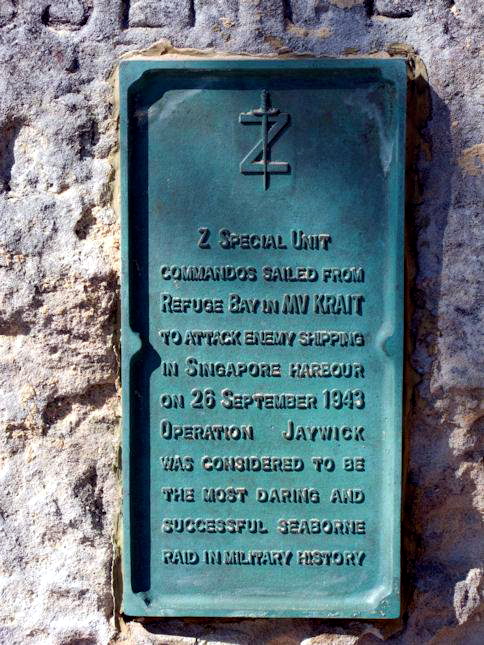 Z
Z Special Unit
commandos sailed from
Refuge Bay in MV KRAIT
to attack enemy shipping
in Singapore harbour
on 26 September 1943
Operation Jaywick
was considered to be
the most daring and
successful seaborne
raid in military history